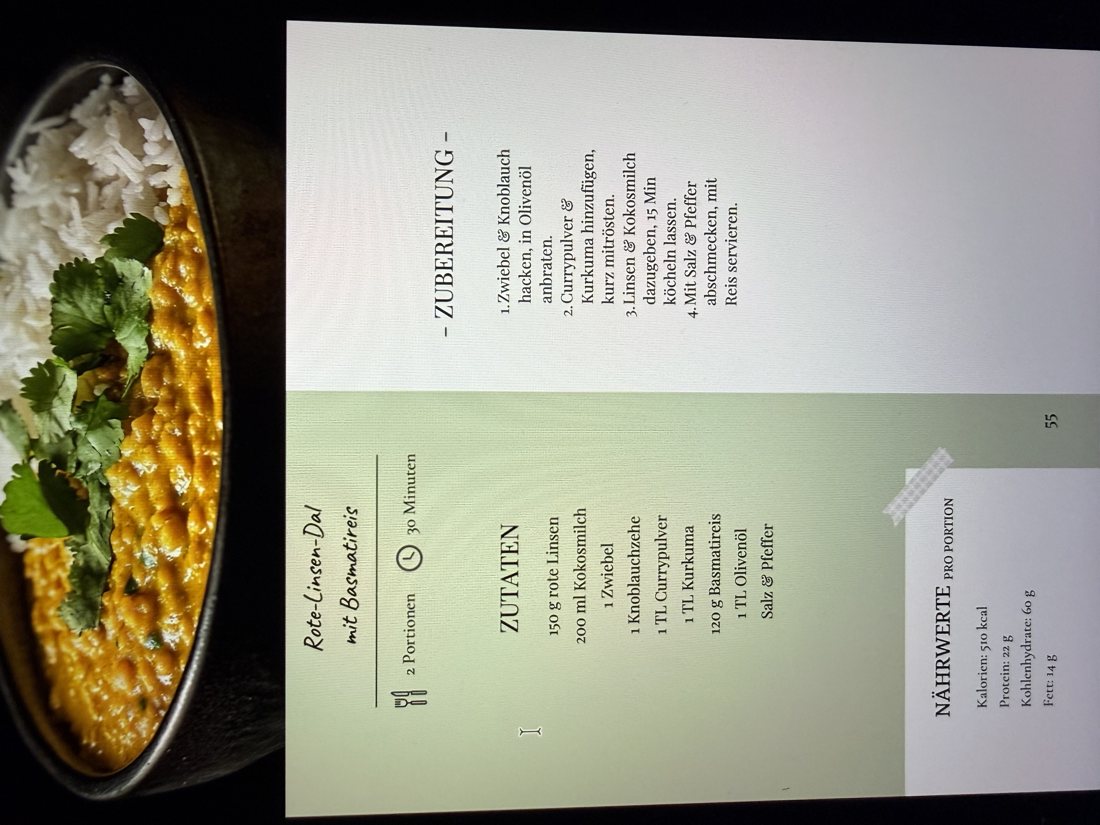 Rote-Linsen-Dal
mit Basmatireis
2 Portionen 30 Minuten
ZUTATEN
150 g rote Linsen
200 ml Kokosmilch
1 Zwiebel
1 Knoblauchzehe
1 TL Currypulver
1 TL Kurkuma
120 g Basmatireis
1 TL Olivenöl
Salz & Pfeffer
NÄHRWERTE PRO PORTION
Kalorien: 510 kcal
Protein: 22 g
Kohlenhydrate: 60 g
Fett: 14 g
55
- ZUBEREITUNG -
1. Zwiebel & Knoblauch
hacken, in Olivenöl
anbraten.
2. Currypulver &
Kurkuma hinzufügen,
kurz mitrösten.
3. Linsen & Kokosmilch
dazugeben, 15 Min
köcheln lassen.
4. Mit Salz & Pfeffer
abschmecken, mit
Reis servieren.